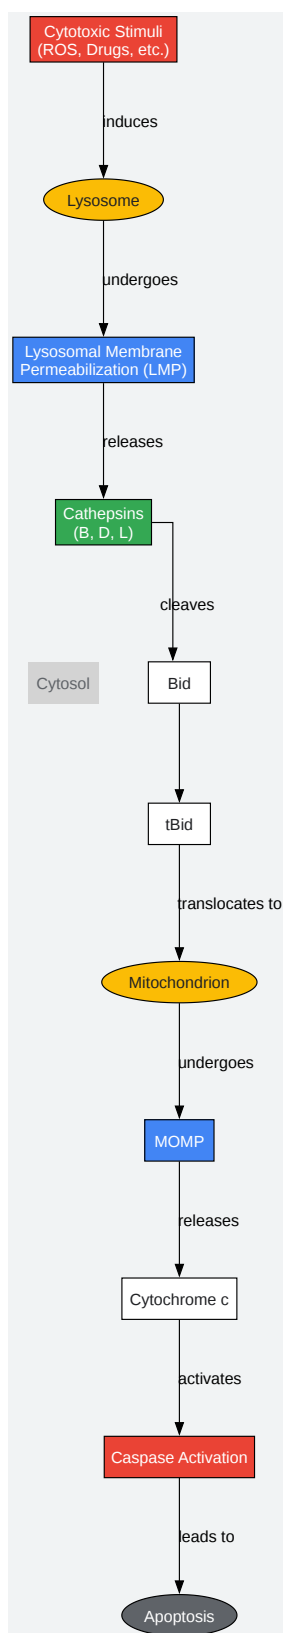 Cytotoxic Stimuli
(ROS, Drugs, etc.)
induces
Lysosome
undergoes
Lysosomal Membrane
Permeabilization (LMP)
releases
Cathepsins
(B, D, L)
cleaves
Cytosol
Bid
tBid
translocates to
Mitochondrion
undergoes
MOMP
releases
Cytochrome c
activates
Caspase Activation
leads to
Apoptosis